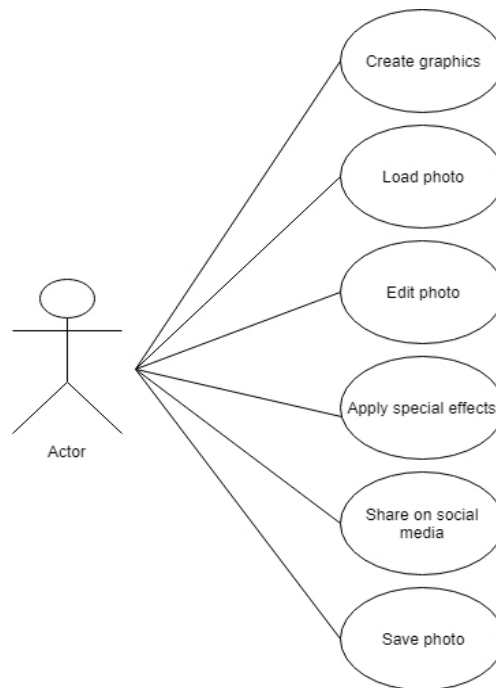 Create graphics
Load photo
Edit photo
Apply special effects
Actor
Share on social
media
Save photo